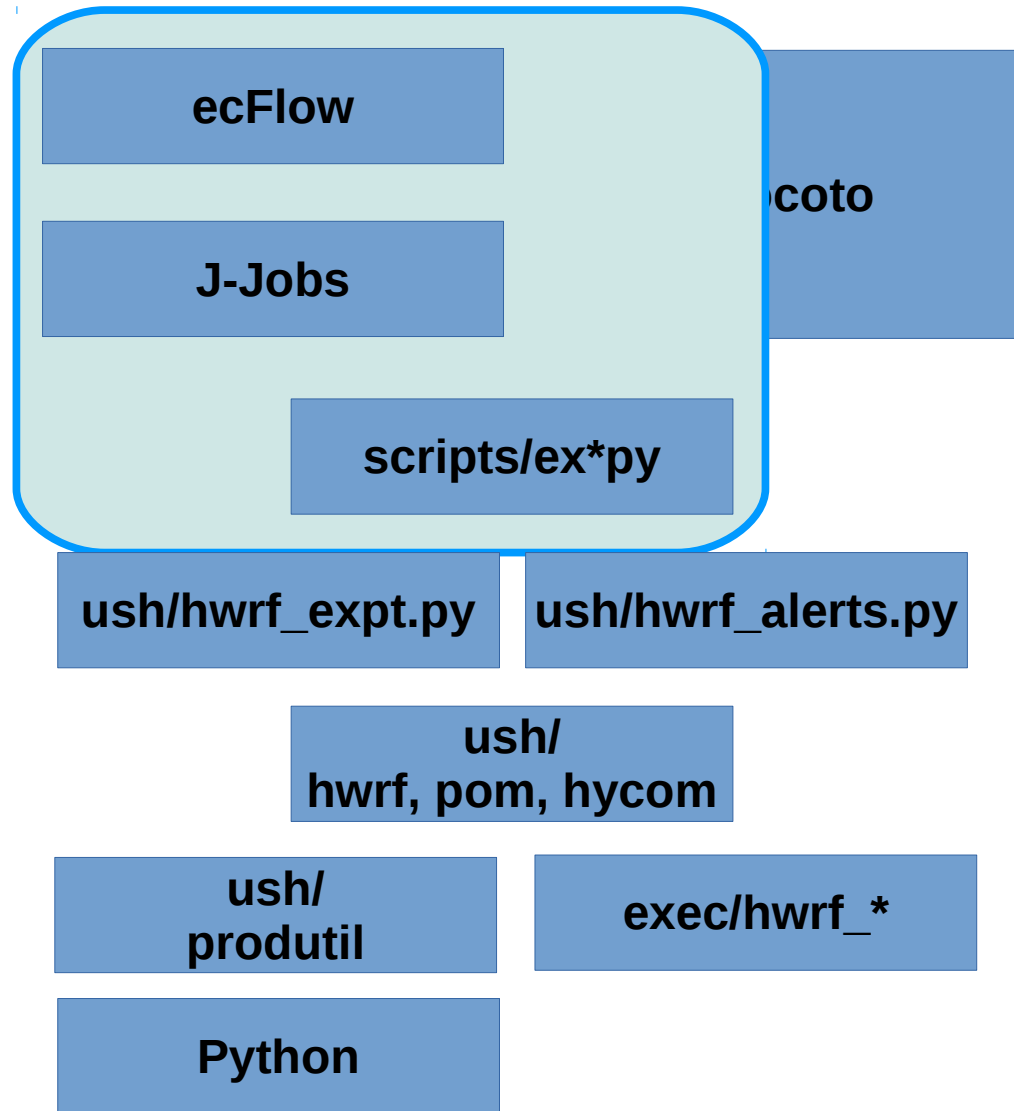 ecFlow
coto
J-Jobs
scripts/ex*py
ush/hwrf_expt.py
ush/hwrf_alerts.py
ush/
hwrf, pom, hycom
ush/
produtil
exec/hwrf_*
Python